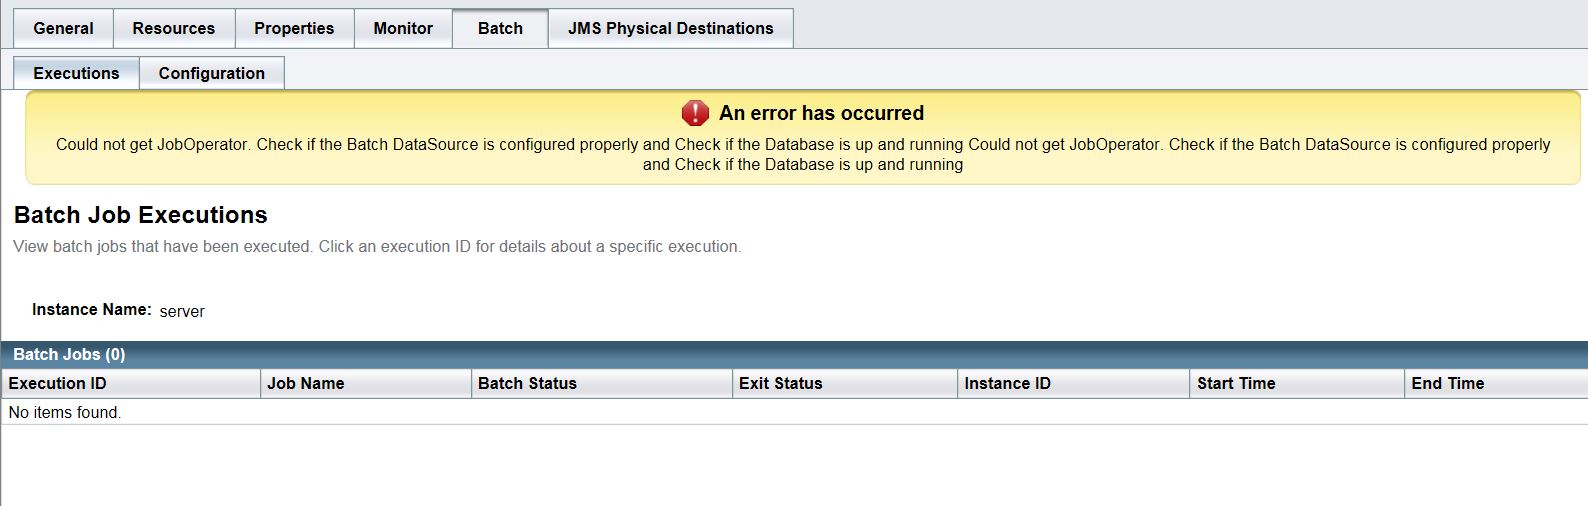 General Resources Properties Monitor Batch JMS Physical Destinations
Executions Configuration
An error has occurred
Could not get JobOperator. Check if the Batch DataSource is configured properly and Check if the Database is up and running Could not get JobOperator. Check if the Batch DataSource is configured properly
and Check if the Database is up and running
Batch Job Executions
View batch jobs that have been executed. Click an execution ID for details about a specific execution.
Instance Name: server
Batch Jobs (0)
Execution ID Job Name Batch Status Exit Status Instance ID Start Time End Time
No items found.